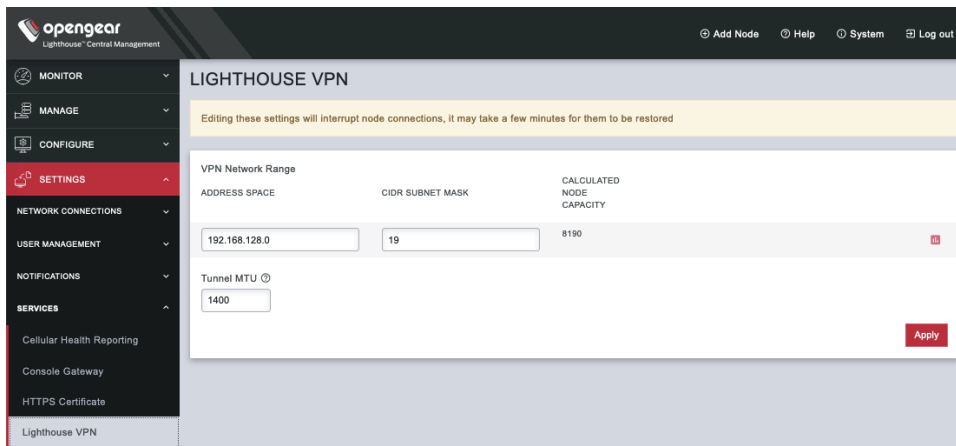 opengear
Lighthouse™ Central Management
Add Node
Help
System
Log out
MONITOR
MANAGE
CONFIGURE
SETTINGS
NETWORK CONNECTIONS
USER MANAGEMENT
NOTIFICATIONS
SERVICES
Cellular Health Reporting
Console Gateway
HTTPS Certificate
Lighthouse VPN
LIGHTHOUSE VPN
Editing these settings will interrupt node connections, it may take a few minutes for them to be restored
VPN Network Range
ADDRESS SPACE
CIDR SUBNET MASK
CALCULATED
NODE
CAPACITY
192.168.128.0
19
8190
Tunnel MTU
1400
Apply